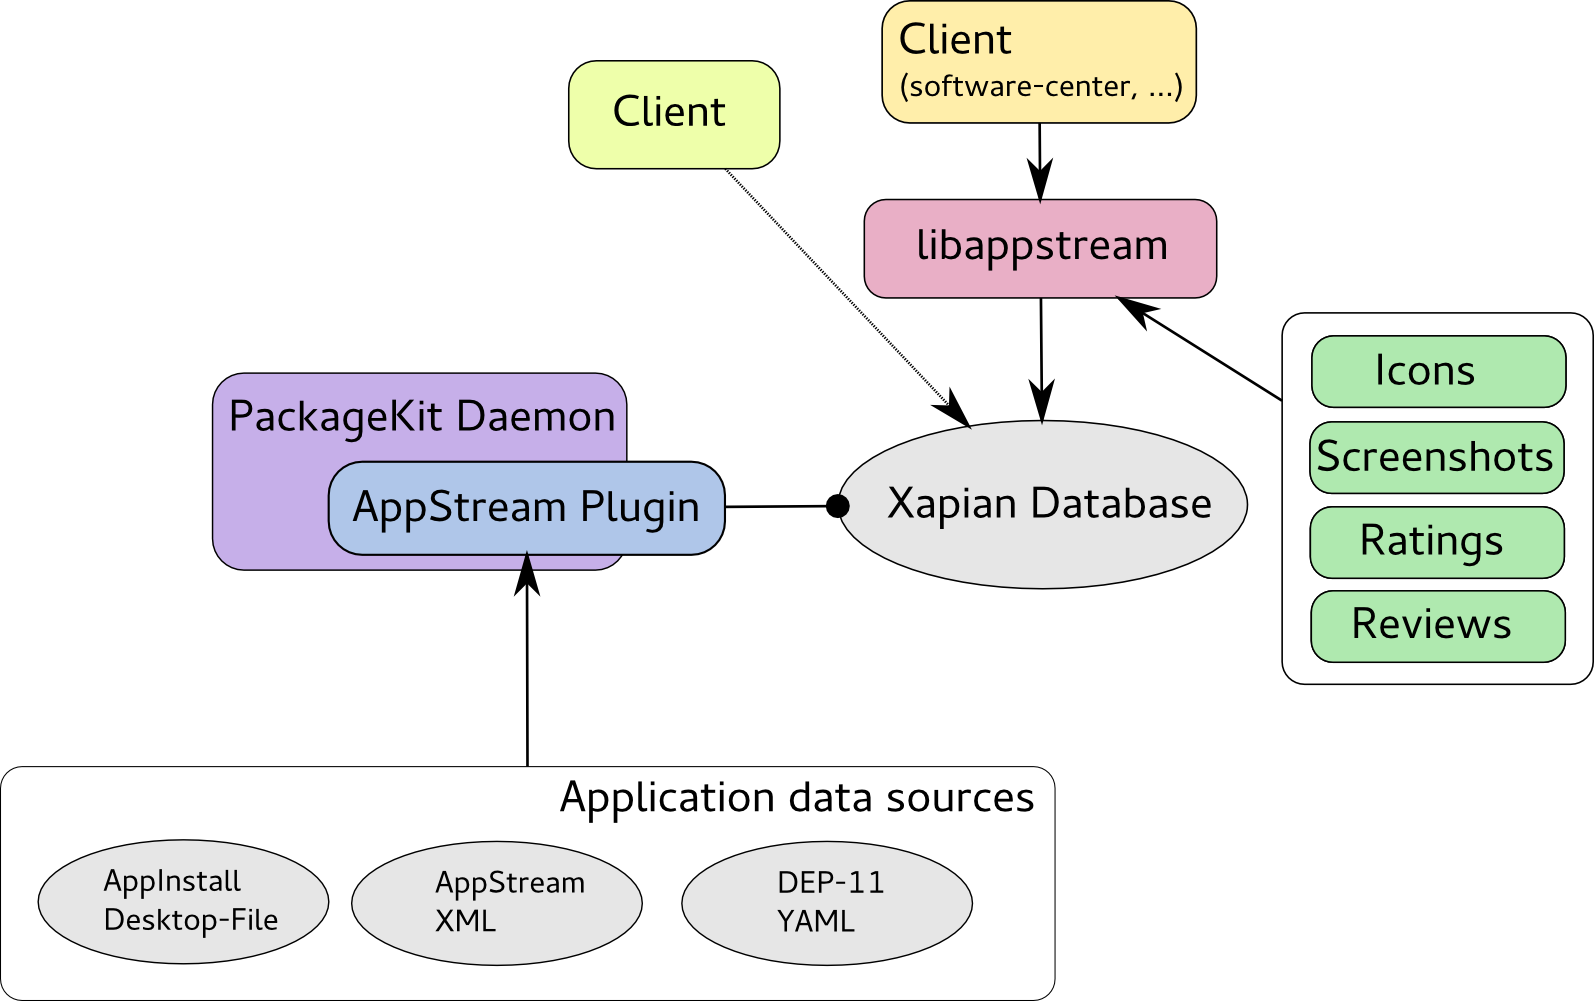 Client
(software-center, ...)
Client
libappstream
Icons
Screenshots
Ratings
Reviews
PackageKit Daemon
AppStream Plugin
Xapian Database
Application data sources
AppInstall
Desktop-File
AppStream
XML
DEP-11
YAML